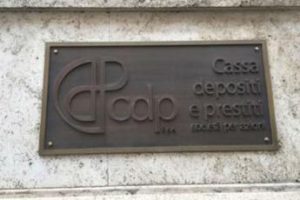 Cassa
depositi
cdp
e prestiti
società per azioni